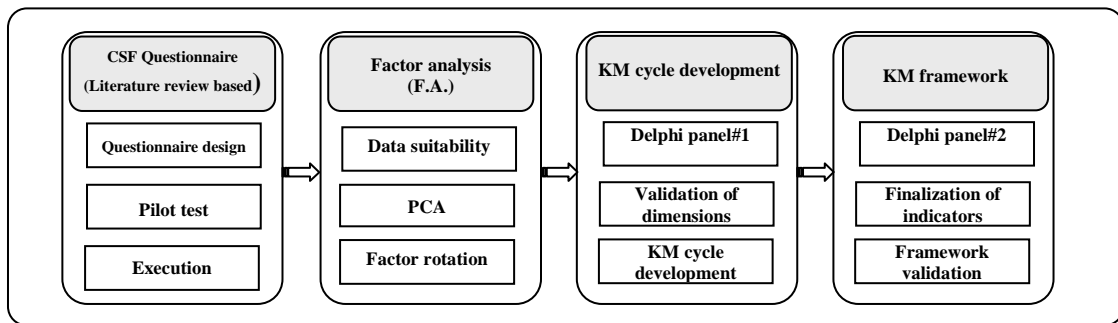 CSF Questionnaire
(Literature review based)
Questionnaire design
Pilot test
Execution
Factor analysis
(F.A.)
Data suitability
PCA
Factor rotation
KM cycle development
Delphi panel#1
Validation of
dimensions
KM cycle
development
KM framework
Delphi panel#2
Finalization of
indicators
Framework
validation